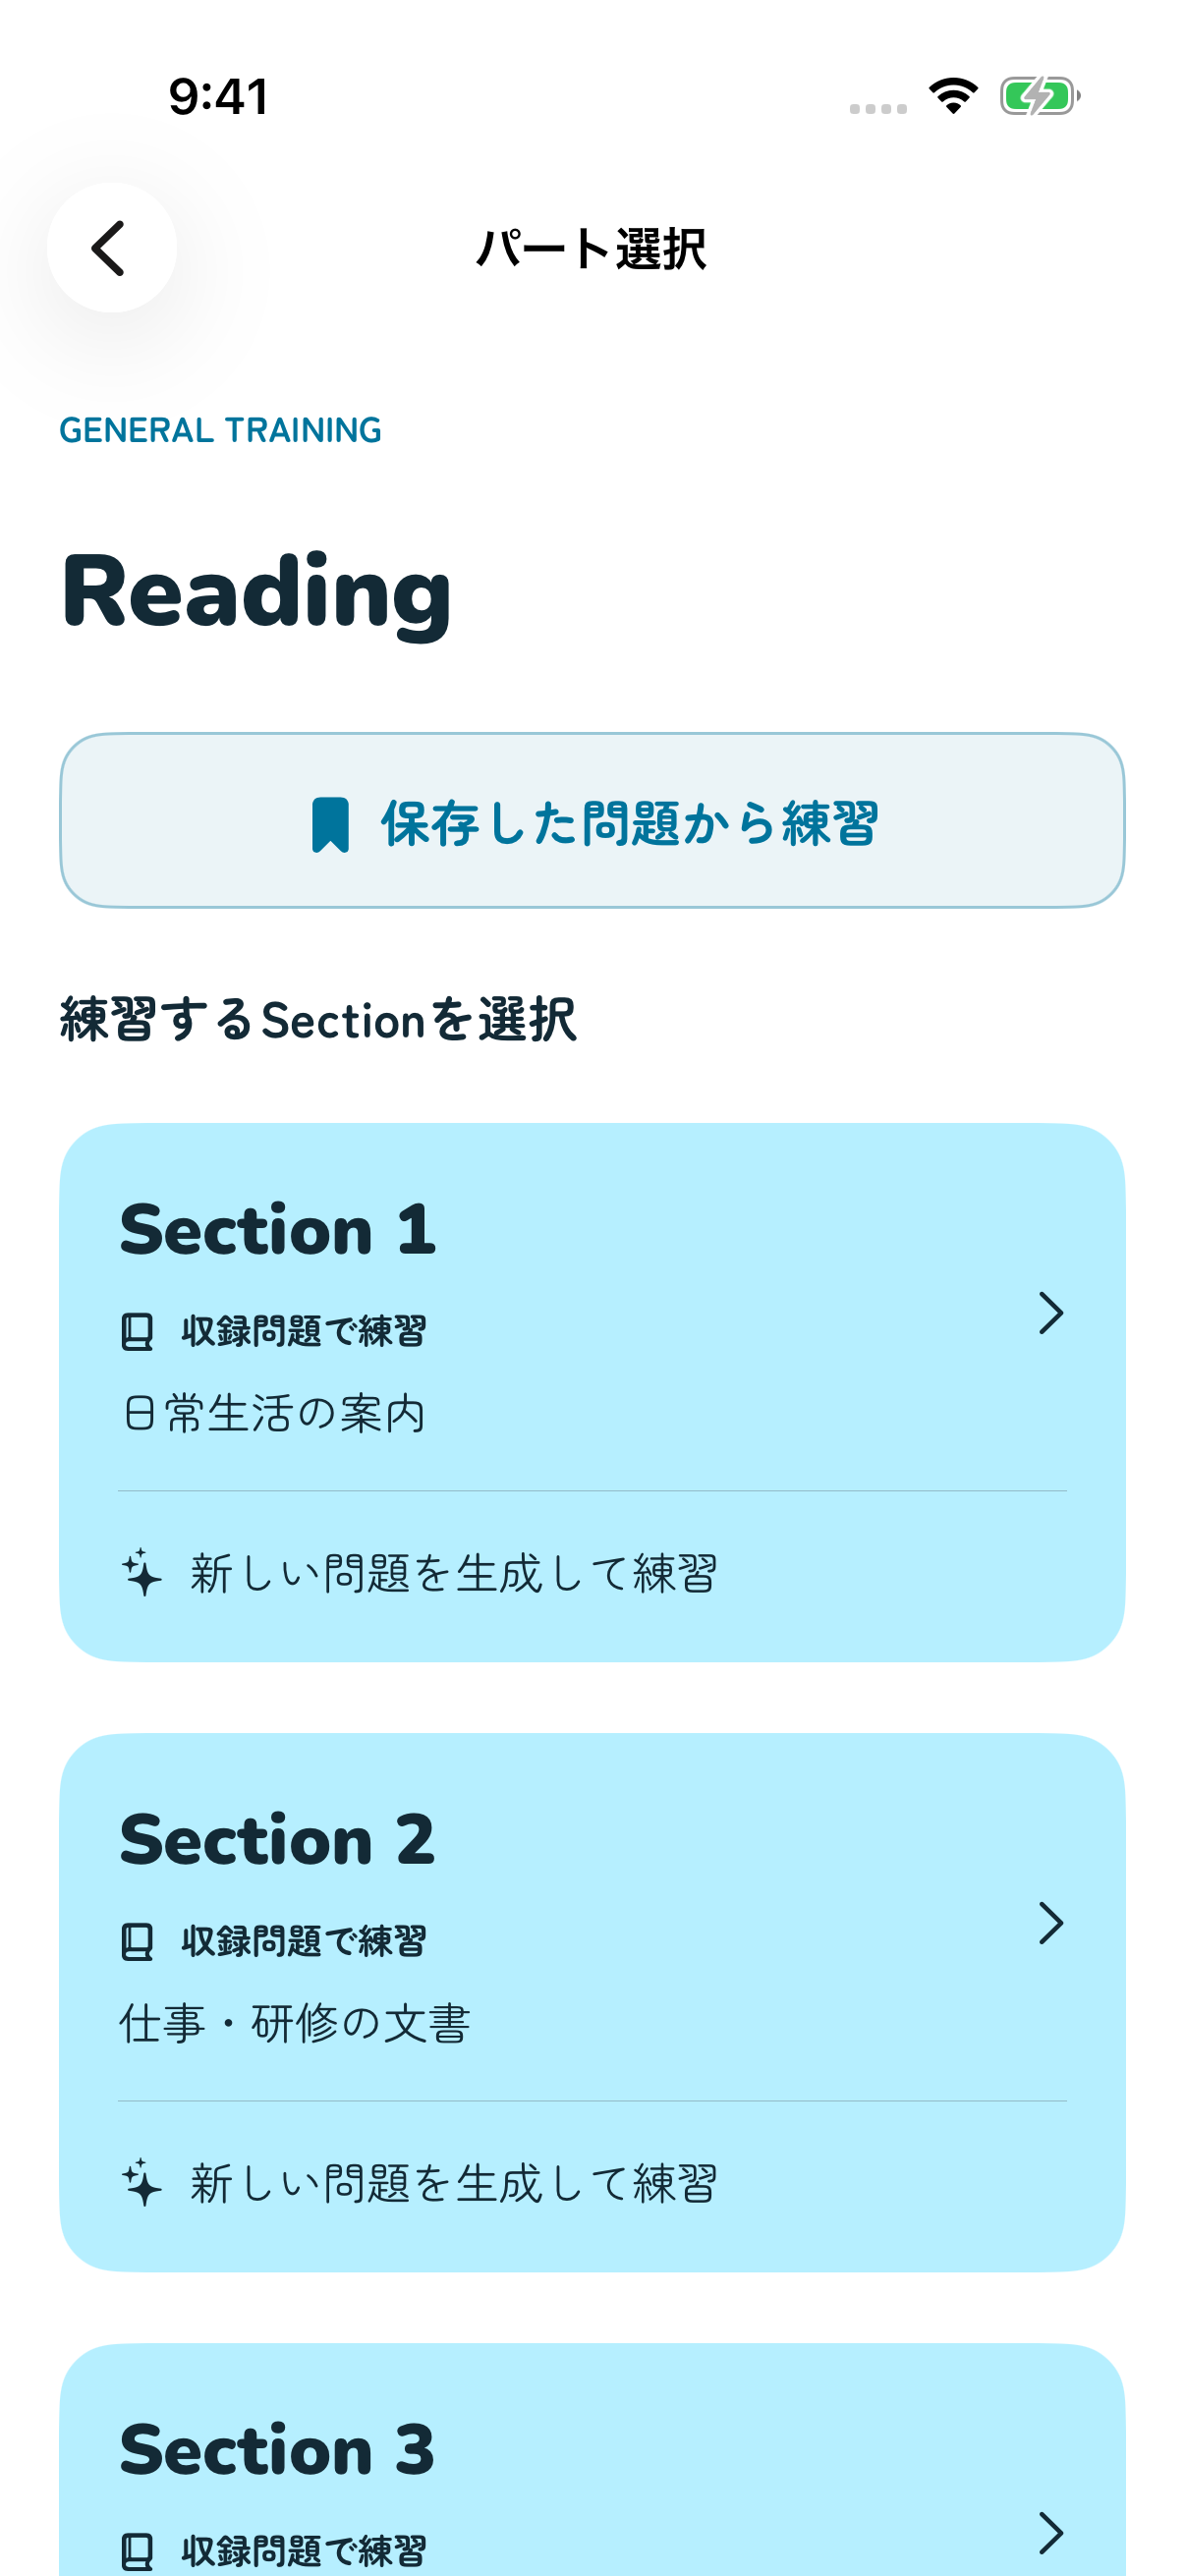 9:41
パート選択
GENERAL TRAINING
Reading
保存した問題から練習
練習するSectionを選択
Section 1
収録問題で練習
日常生活の案内
新しい問題を生成して練習
Section 2
収録問題で練習
仕事・研修の文書
新しい問題を生成して練習
Section 3
収録問題で練習